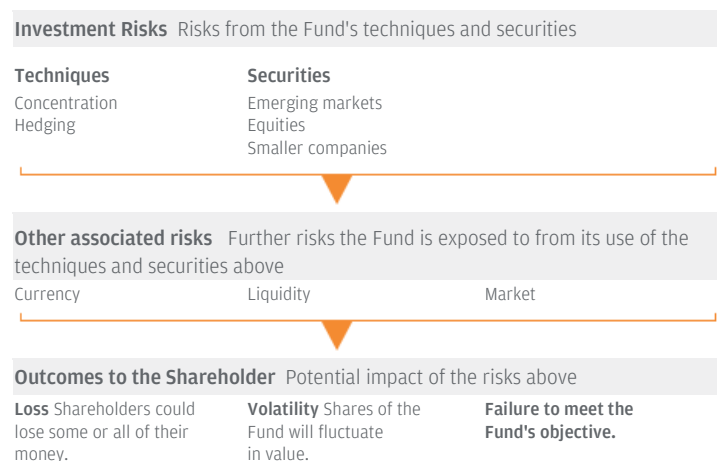 Investment Risks Risks from the Fund's techniques and securities
Techniques
Concentration
Hedging
Securities
Emerging markets
Equities
Smaller companies
Other associated risks Further risks the Fund is exposed to from its use of the
techniques and securities above
Currency
Liquidity
Market
Outcomes to the Shareholder Potential impact of the risks above
Loss Shareholders could
lose some or all of their
money.
Volatility Shares of the
Fund will fluctuate
in value.
Failure to meet the
Fund's objective.